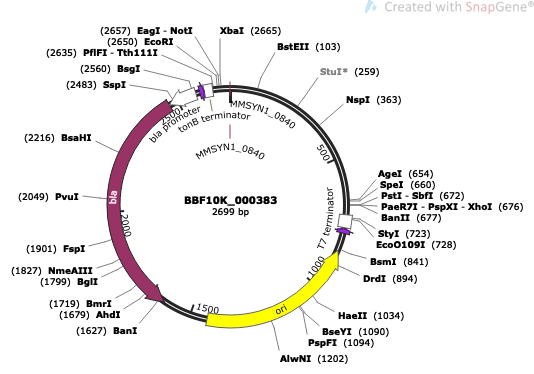 Created with SnapGene®
(2657) EagI - NotI
(2650) EcoRI
(2635) PflFI - Tth111I
(2560) BsgI
(2483) SspI
(2216) BsaHI
(2049) PvuI
(1901) FspI
(1827) NmeAIII
(1799) BglI
(1719) BmrI
(1679) AhdI
(1627) BanI
XbaI (2665)
BstEII (103)
StuI* (259)
NspI (363)
AgeI (654)
SpeI (660)
PstI - SbfI (672)
PaeR7I - PspXI - XhoI (676)
BanII (677)
StyI (723)
EcoO109I (728)
BsmI (841)
DrdI (894)
HaeII (1034)
BseYI (1090)
PspFI (1094)
AlwNI (1202)
MMSYN1_0840
MMSYN1_0840
bla promoter
tonB terminator
T7 terminator
bla
ori
500
1000
1500
2000
2500
BBF10K_000383
2699 bp